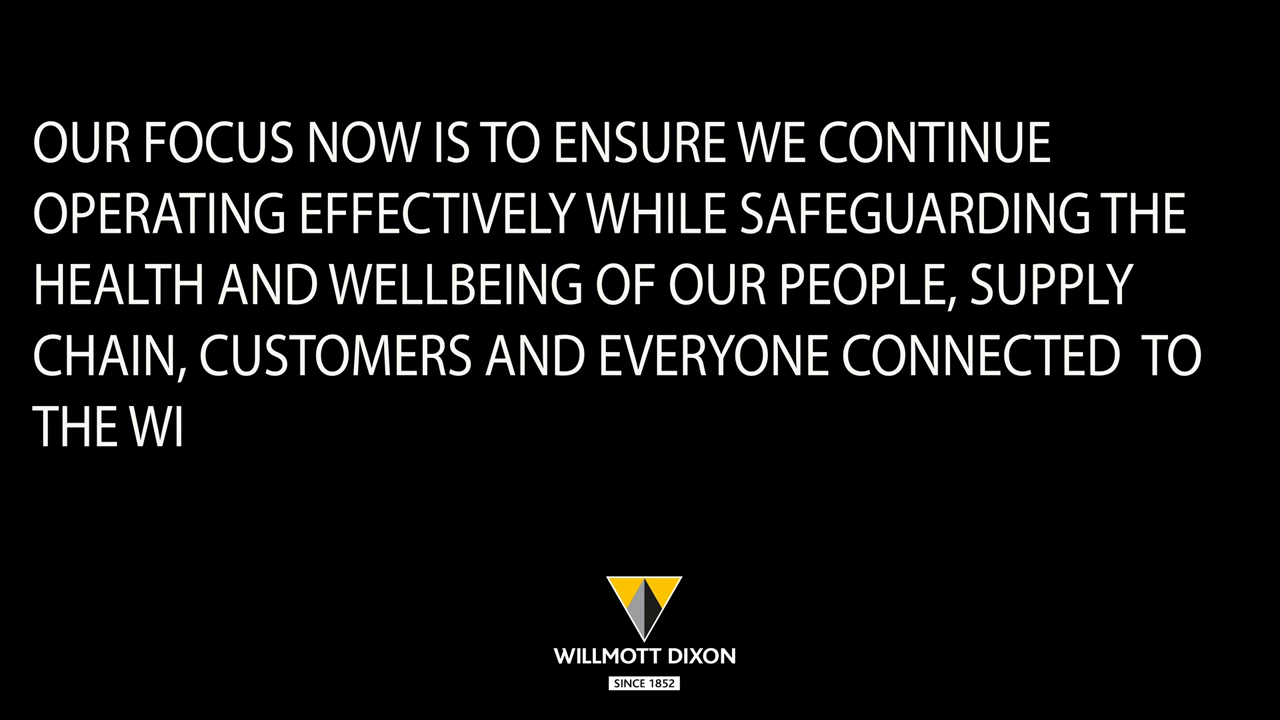 OUR FOCUS NOW IS TO ENSURE WE CONTINUE
OPERATING EFFECTIVELY WHILE SAFEGUARDING THE
HEALTH AND WELLBEING OF OUR PEOPLE, SUPPLY
CHAIN, CUSTOMERS AND EVERYONE CONNECTED  TO
THE WI
WILLMOTT DIXON
SINCE 1852